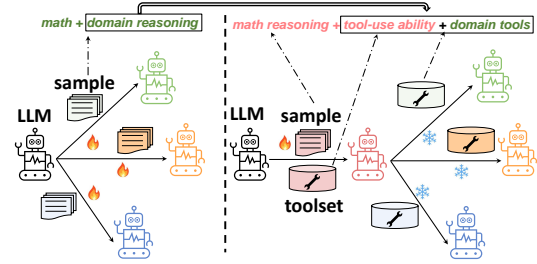 math + domain reasoning
math reasoning + tool-use ability + domain tools
sample
LLM
LLM
sample
toolset